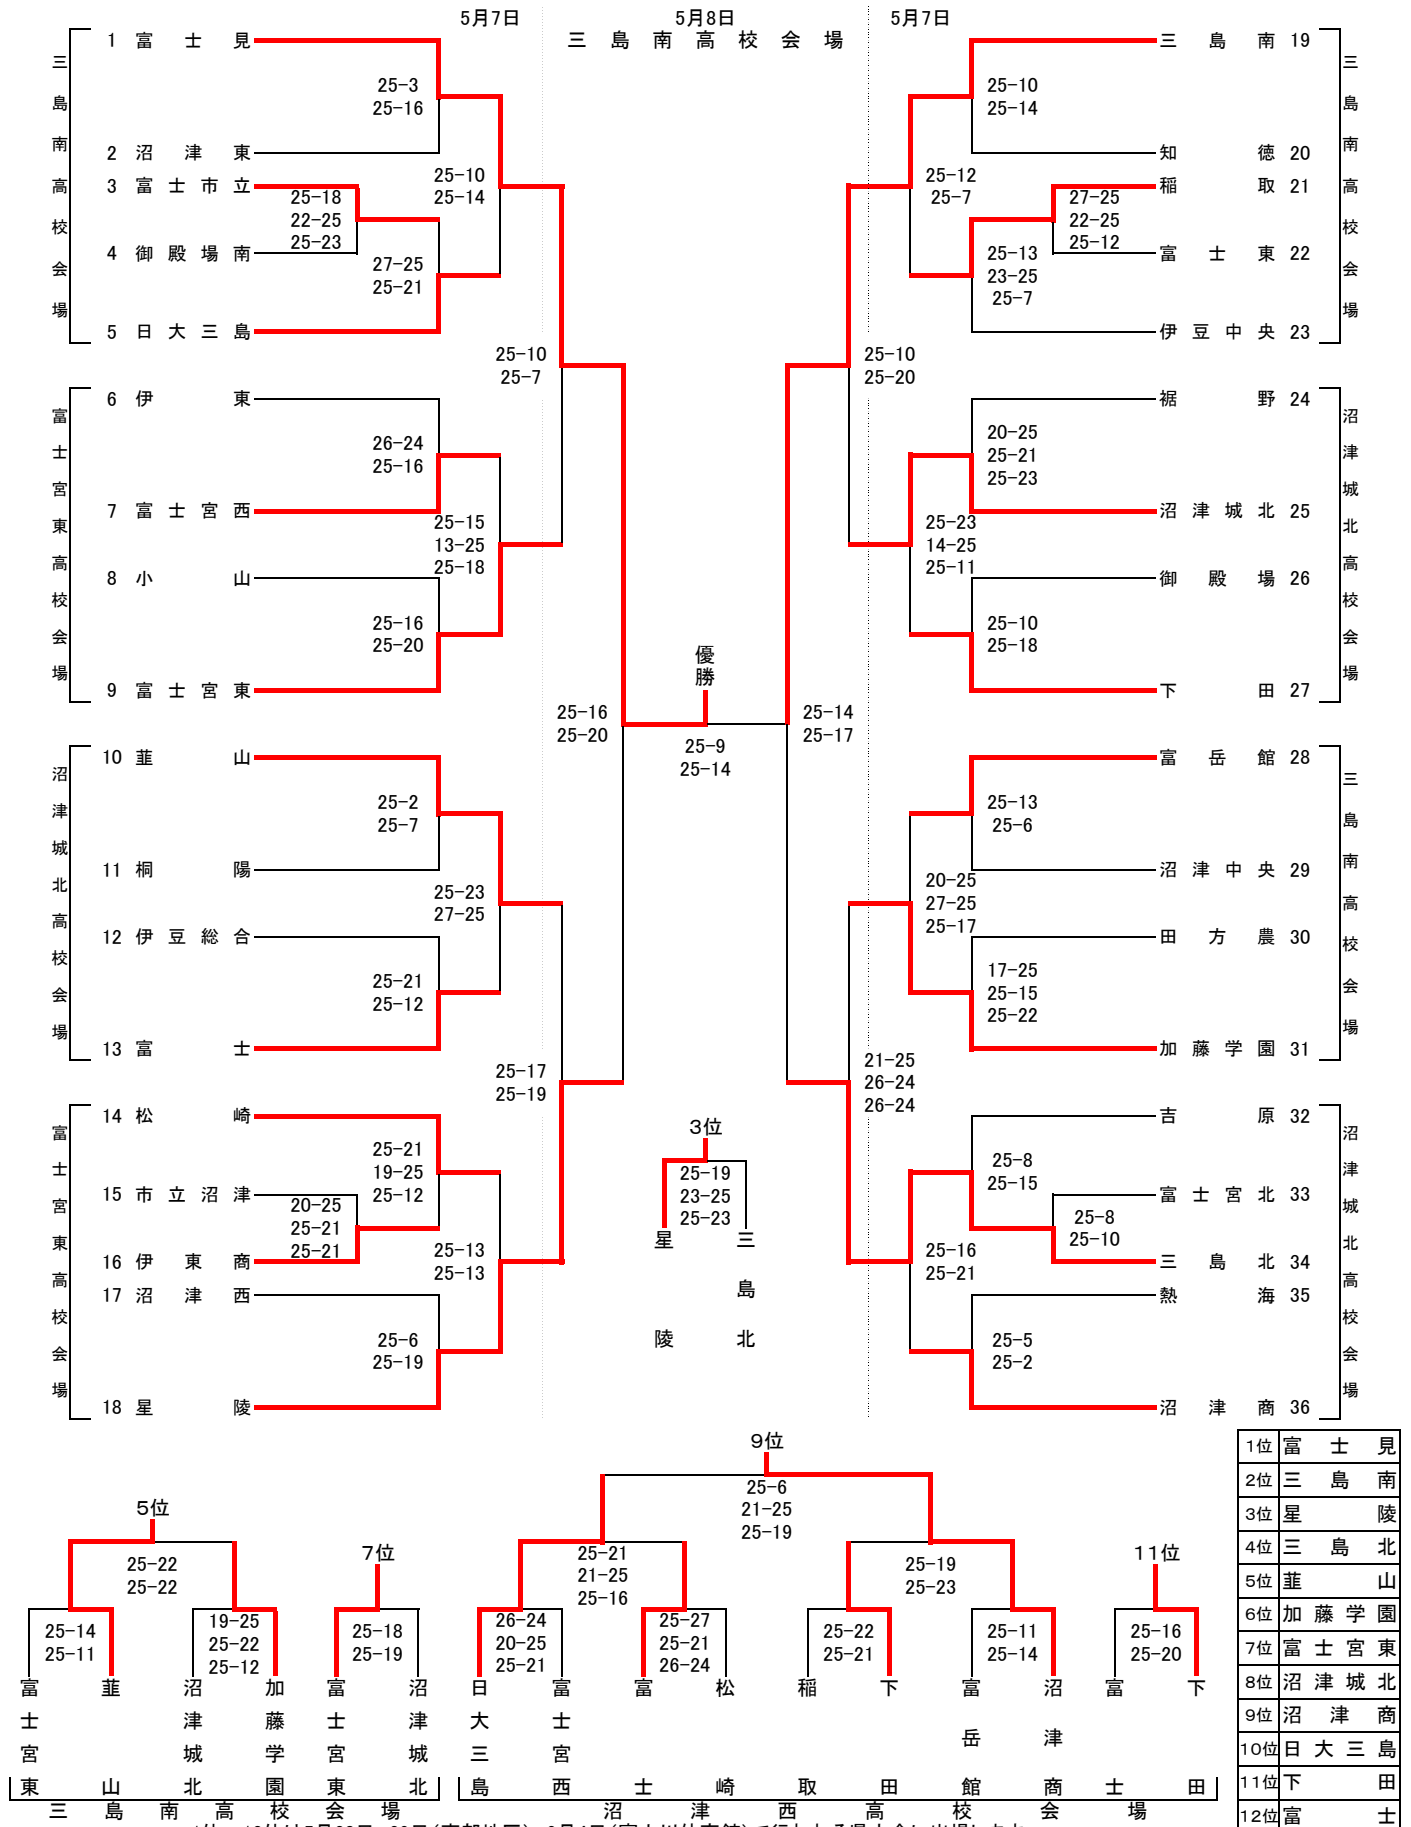 5月7日
5月8日
5月7日
三島南高校会場
三島南高校会場
1 富士見
25-3
25-16
2 沼津東
25-10
25-14
3 富士市立
25-18
22-25
25-23
4 御殿場南
27-25
25-21
5 日大三島
25-10
25-7
富士宮東高校会場
6 伊東
26-24
25-16
7 富士宮西
25-15
13-25
25-18
8 小山
25-16
25-20
9 富士宮東
25-16
25-20
沼津城北高校会場
10 韮山
25-2
25-7
11 桐陽
25-23
27-25
12 伊豆総合
25-21
25-12
13 富士
25-17
25-19
富士宮東高校会場
14 松崎
25-21
19-25
25-12
15 市立沼津
20-25
25-21
25-21
16 伊東商
25-13
25-13
17 沼津西
25-6
25-19
18 星陵
優勝
25-9
25-14
3位
25-19
23-25
25-23
星陵
三島北
三島南高校会場
三島南 19
25-10
25-14
知徳 20
25-12
25-7
稲取 21
27-25
22-25
25-12
富士東 22
25-13
23-25
25-7
伊豆中央 23
25-10
25-20
沼津城北高校会場
裾野 24
20-25
25-21
25-23
沼津城北 25
25-23
14-25
25-11
御殿場 26
25-10
25-18
下田 27
25-14
25-17
三島南高校会場
富岳館 28
25-13
25-6
沼津中央 29
20-25
27-25
25-17
田方農 30
17-25
25-15
25-22
加藤学園 31
21-25
26-24
26-24
沼津城北高校会場
吉原 32
25-8
25-15
富士宮北 33
25-8
25-10
三島北 34
25-16
25-21
熱海 35
25-5
25-2
沼津商 36
5位
25-22
25-22
25-14
25-11
19-25
25-22
25-12
富士宮東
韮山
沼津城北
加藤学園
7位
25-18
25-19
富士宮東
沼津城北
三島南高校会場
9位
25-6
21-25
25-19
25-21
21-25
25-16
25-19
25-23
26-24
20-25
25-21
25-27
25-21
26-24
25-22
25-21
25-11
25-14
日大三島
富士宮西
富士
松崎
稲取
下田
富岳館
沼津商
11位
25-16
25-20
富士
下田
沼津西高校会場
1位 富士見
2位 三島南
3位 星陵
4位 三島北
5位 韮山
6位 加藤学園
7位 富士宮東
8位 沼津城北
9位 沼津商
10位 日大三島
11位 下田
12位 富士